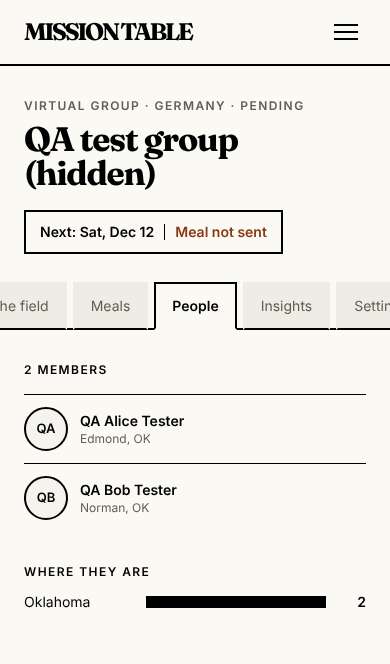 MISSION TABLE
VIRTUAL GROUP · GERMANY · PENDING
QA test group
(hidden)
Next: Sat, Dec 12 | Meal not sent
he field Meals People Insights Settin
2 MEMBERS
QA QA Alice Tester
Edmond, OK
QB QA Bob Tester
Norman, OK
WHERE THEY ARE
Oklahoma 2